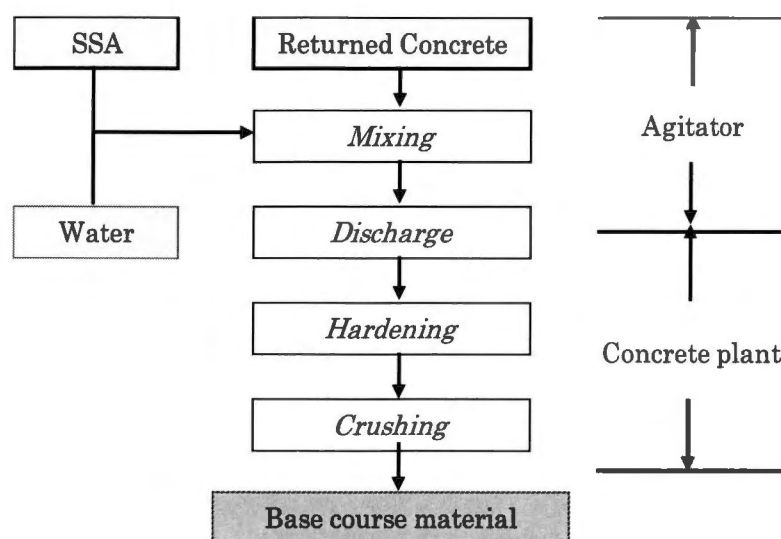 SSA
Returned Concrete
Mixing
Agitator
Water
Discharge
Hardening
Concrete plant
Crushing
Base course material